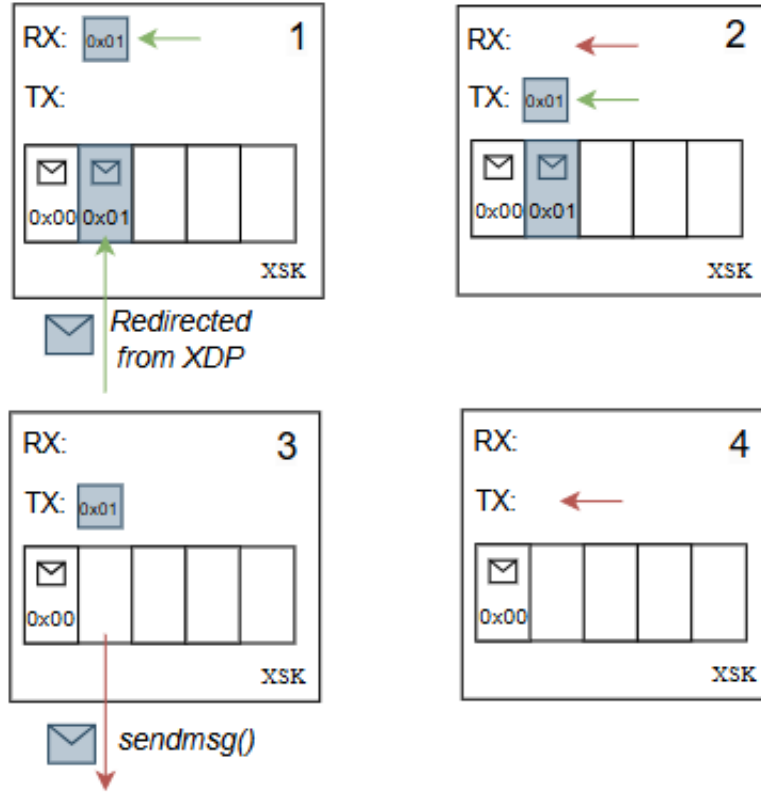 RX: 0x01 1
TX:
0x00 0x01
XSK
Redirected
from XDP
RX: 2
TX: 0x01
0x00 0x01
XSK
RX: 3
TX: 0x01
0x00
XSK
sendmsg()
RX: 4
TX:
0x00
XSK